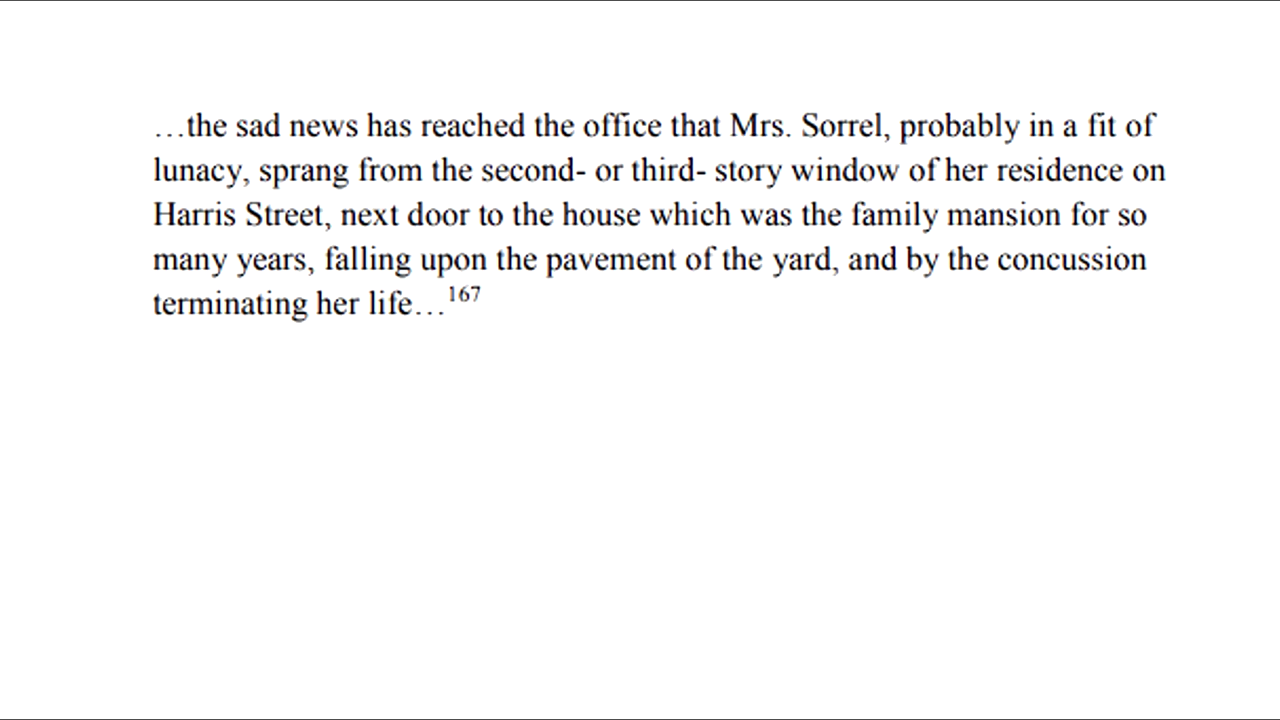 …the sad news has reached the office that Mrs. Sorrel, probably in a fit of
lunacy, sprang from the second- or third- story window of her residence on
Harris Street, next door to the house which was the family mansion for so
many years, falling upon the pavement of the yard, and by the concussion
terminating her life…167